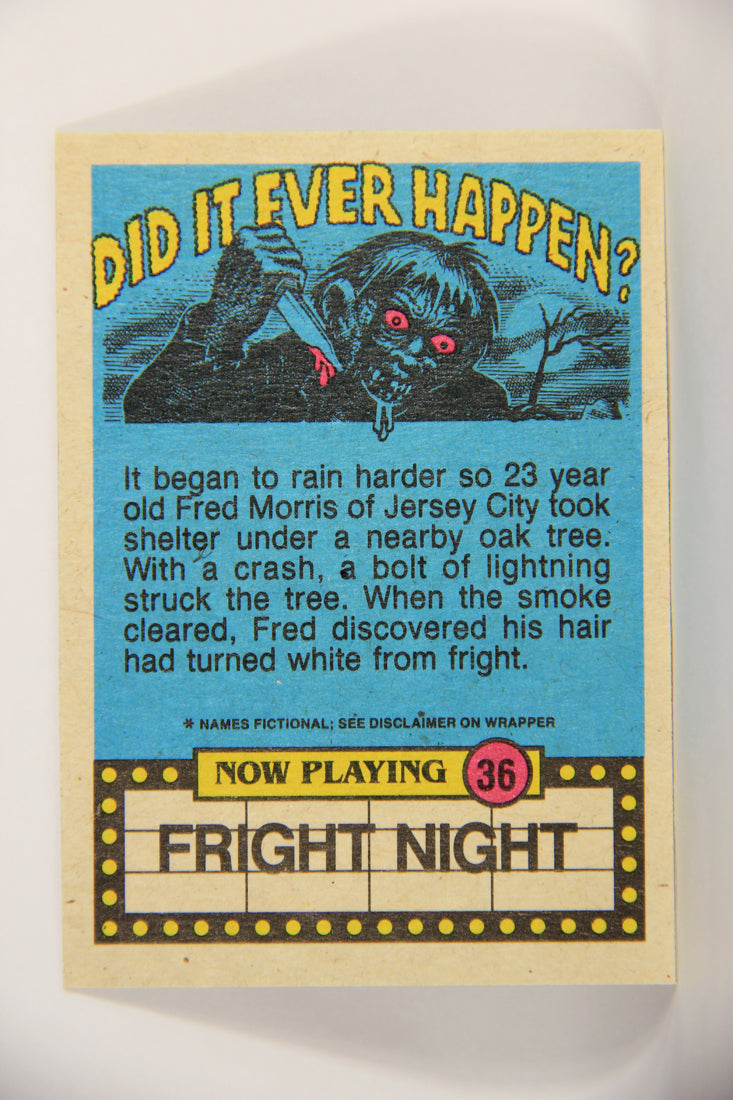 DID IT EVER HAPPEN?
It began to rain harder so 23 year
old Fred Morris of Jersey City took
shelter under a nearby oak tree.
With a crash, a bolt of lightning
struck the tree. When the smoke
cleared, Fred discovered his hair
had turned white from fright.
* NAMES FICTIONAL; SEE DISCLAIMER ON WRAPPER
NOW PLAYING 36
FRIGHT NIGHT